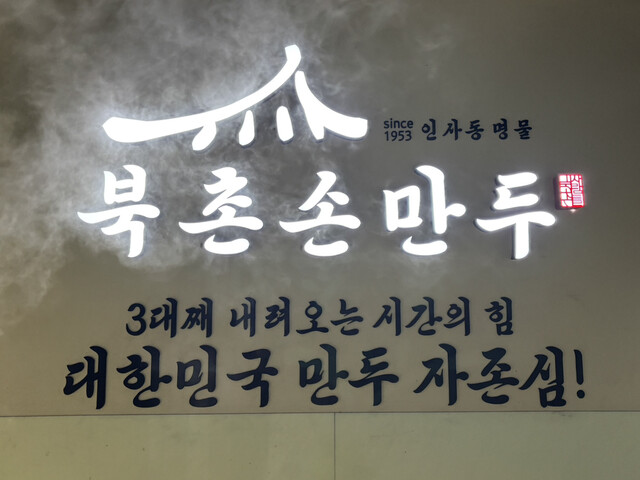 since
1953 인사동명물
북촌손만두
3대째 내려오는 시간의 힘
대한민국 만두 자존심!